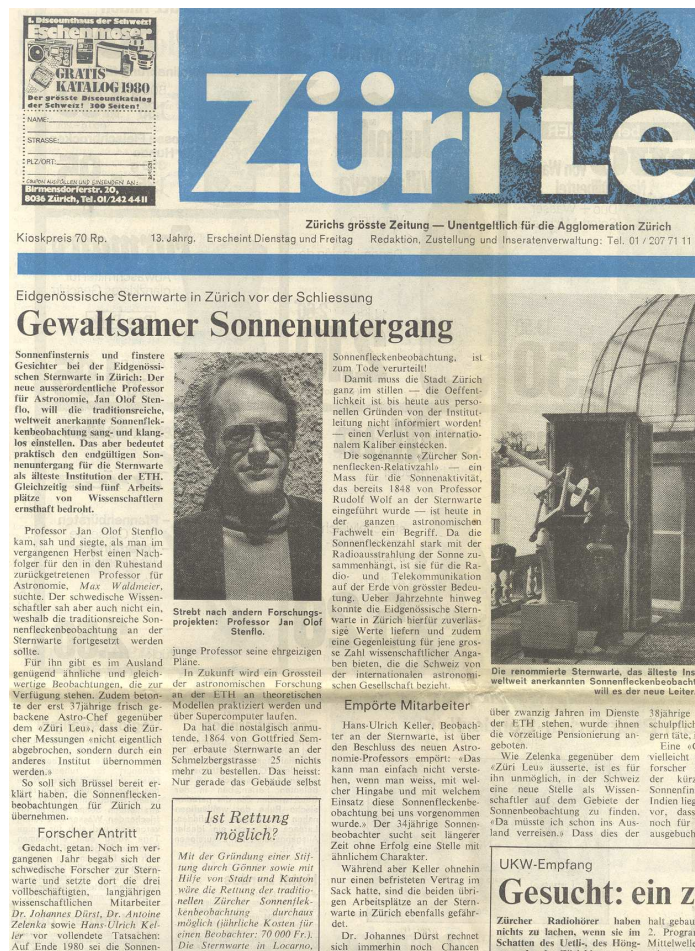 1. Discounthaus der Schweiz!
Eschenmoser
GRATIS
KATALOG 1980
Der grösste Discountkatalog
der Schweiz! 300 Seiten!
NAME:
STRASSE:
PLZ/ORT:
COUPON AUSFÜLLEN UND EINSENDEN AN:
Birmensdorferstr. 20,
8036 Zürich, Tel. 01/242 44 11
Züri Le
Zürichs grösste Zeitung — Unentgeltlich für die Agglomeration Zürich
Kioskpreis 70 Rp. 13. Jahrg. Erscheint Dienstag und Freitag Redaktion, Zustellung und Inseratenverwaltung: Tel. 01 / 207 71 11
Eidgenössische Sternwarte in Zürich vor der Schliessung
Gewaltsamer Sonnenuntergang
Sonnenfinsternis und finstere
Gesichter bei der Eidgenössi-
schen Sternwarte in Zürich: Der
neue ausserordentliche Professor
für Astronomie, Jan Olof Sten-
flo, will die traditionsreiche,
weltweit anerkannte Sonnenflek-
kenbeobachtung sang- und klang-
los einstellen. Das aber bedeutet
praktisch den endgültigen Son-
nenuntergang für die Sternwarte
als älteste Institution der ETH.
Gleichzeitig sind fünf Arbeits-
plätze von Wissenschaftlern
ernsthaft bedroht.
Professor Jan Olof Stenflo
kam, sah und siegte, als man im
vergangenen Herbst einen Nach-
folger für den in den Ruhestand
zurückgetretenen Professor für
Astronomie, Max Waldmeier,
suchte. Der schwedische Wissen-
schaftler sah aber auch nicht ein,
weshalb die traditionsreiche Son-
nenfleckenbeobachtung an der
Sternwarte fortgesetzt werden
sollte.
Für ihn gibt es im Ausland
genügend ähnliche und gleich-
wertige Beobachtungen, die zur
Verfügung stehen. Zudem beton-
te der erst 37jährige frisch ge-
backene Astro-Chef gegenüber
dem «Züri Leu», dass die Zür-
cher Messungen «nicht eigentlich
abgebrochen, sondern durch ein
anderes Institut übernommen
werden.»
So soll sich Brüssel bereit er-
klärt haben, die Sonnenflecken-
beobachtungen für Zürich zu
übernehmen.
Forscher Antritt
Gedacht, getan. Noch im ver-
gangenen Jahr begab sich der
schwedische Forscher zur Stern-
warte und setzte dort die drei
vollbeschäftigten, langjährigen
wissenschaftlichen Mitarbeiter
Dr. Johannes Dürst, Dr. Antoine
Zelenka sowie Hans-Ulrich Kel-
ler vor vollendete Tatsachen:
Auf Ende 1980 sei die Sonnen-
Strebt nach andern Forschungs-
projekten: Professor Jan Olof
Stenflo.
junge Professor seine ehrgeizigen
Pläne.
In Zukunft wird ein Grossteil
der astronomischen Forschung
an der ETH an theoretischen
Modellen praktiziert werden und
über Supercomputer laufen.
Da hat die nostalgisch anmu-
tende, 1864 von Gottfried Sem-
per erbaute Sternwarte an der
Schmelzbergstrasse 25 nichts
mehr zu bestellen. Das heisst:
Nur gerade das Gebäude selbst
Ist Rettung
möglich?
Mit der Gründung einer Stif-
tung durch Gönner sowie mit
Hilfe von Stadt und Kanton
wäre die Rettung der traditio-
nellen Zürcher Sonnenflek-
kenbeobachtung durchaus
möglich (jährliche Kosten für
einen Beobachter: 70 000 Fr.).
Die Sternwarte in Locarno,
Sonnenfleckenbeobachtung, ist
zum Tode verurteilt!
Damit muss die Stadt Zürich
ganz im stillen — die Oeffent-
lichkeit ist bis heute aus perso-
nellen Gründen von der Institut-
leitung nicht informiert worden!
— einen Verlust von internatio-
nalem Kaliber einstecken.
Die sogenannte «Zürcher Son-
nenflecken-Relativzahl» — ein
Mass für die Sonnenaktivität,
das bereits 1848 von Professor
Rudolf Wolf an der Sternwarte
eingeführt wurde — ist heute in
der ganzen astronomischen
Fachwelt ein Begriff. Da die
Sonnenfleckenzahl stark mit der
Radioausstrahlung der Sonne zu-
sammenhängt, ist sie für die Ra-
dio- und Telekommunikation
auf der Erde von grösster Bedeu-
tung. Ueber Jahrzehnte hinweg
konnte die Eidgenössische Stern-
warte in Zürich hierfür zuverläs-
sige Werte liefern und zudem
eine Gegenleistung für jene gros-
se Zahl wissenschaftlicher Anga-
ben bieten, die die Schweiz von
der internationalen astronomi-
schen Gesellschaft bezieht.
Empörte Mitarbeiter
Hans-Ulrich Keller, Beobach-
ter an der Sternwarte, ist über
den Beschluss des neuen Astro-
nomie-Professors empört: «Das
kann man einfach nicht verste-
hen, wenn man weiss, mit wel-
cher Hingabe und mit welchem
Einsatz diese Sonnenfleckenbe-
obachtung bei uns vorgenommen
wurde.» Der 34jährige Sonnen-
beobachter sucht seit längerer
Zeit ohne Erfolg eine Stelle mit
ähnlichem Charakter.
Während aber Keller ohnehin
nur einen befristeten Vertrag im
Sack hatte, sind die beiden übri-
gen Arbeitsplätze an der Stern-
warte in Zürich ebenfalls gefähr-
det.
Dr. Johannes Dürst rechnet
sich immerhin noch Chancen
Die renommierte Sternwarte, das älteste Ins
weltweit anerkannten Sonnenfleckenbeobacht
will es der neue Leiter
über zwanzig Jahren im Dienste
der ETH stehen, wurde ihnen
die vorzeitige Pensionierung an-
geboten.
Wie Zelenka gegenüber dem
«Züri Leu» äusserte, ist es für
ihn unmöglich, in der Schweiz
eine neue Stelle als Wissen-
schaftler auf dem Gebiete der
Sonnenbeobachtung zu finden.
«Da müsste ich schon ins Aus-
land verreisen.» Dass dies der
38jährige
schulpflich
gern täte, l
Eine «C
vielleicht
forscher
der kürz
Sonnenfin
Indien lieg
vor, dass
noch für
ausgebuch
UKW-Empfang
Gesucht: ein z
Zürcher Radiohörer haben
nichts zu lachen, wenn sie im
Schatten des Uetli-, des Höng-
halt gebau
2. Progran
Mittelwe